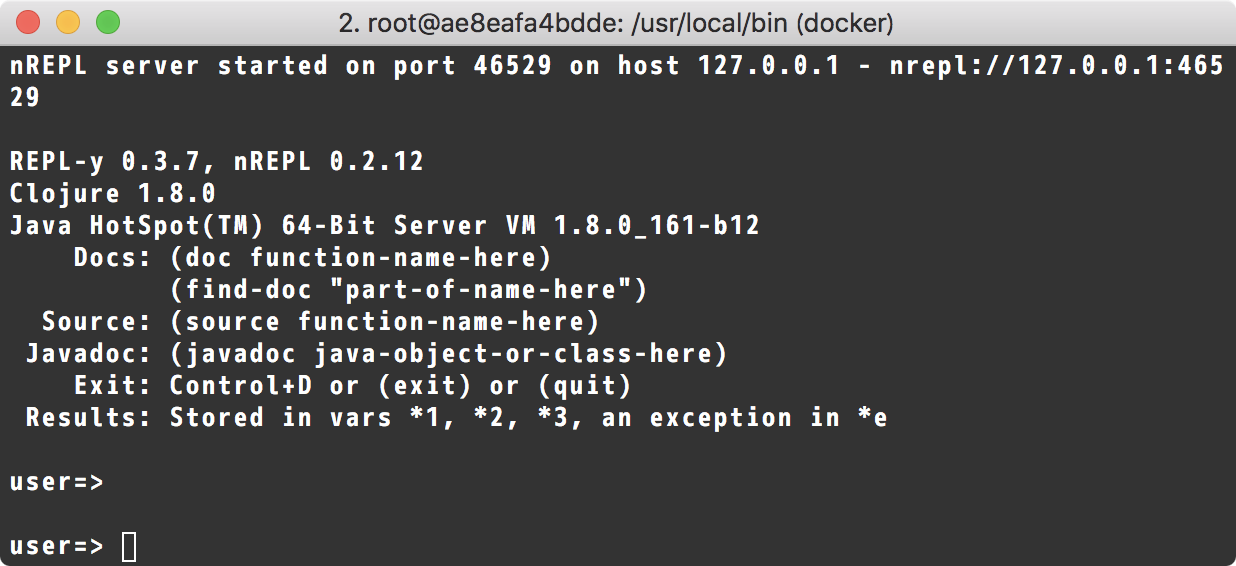 2. root@ae8eafa4bdde: /usr/local/bin (docker)
nREPL server started on port 46529 on host 127.0.0.1 - nrepl://127.0.0.1:465
29
REPL-y 0.3.7, nREPL 0.2.12
Clojure 1.8.0
Java HotSpot(TM) 64-Bit Server VM 1.8.0_161-b12
    Docs: (doc function-name-here)
          (find-doc "part-of-name-here")
  Source: (source function-name-here)
 Javadoc: (javadoc java-object-or-class-here)
    Exit: Control+D or (exit) or (quit)
 Results: Stored in vars *1, *2, *3, an exception in *e
user=>
user=>